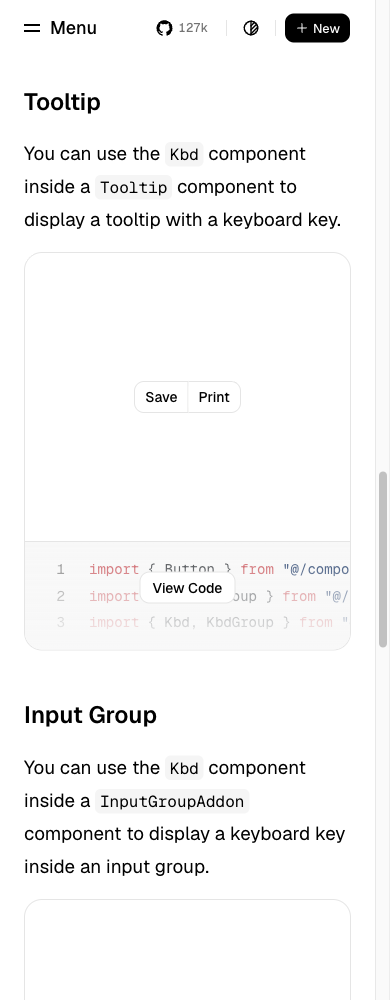 Menu 127k + New
Tooltip
You can use the Kbd component
inside a Tooltip component to
display a tooltip with a keyboard key.
Save Print
1 import { Button } from "@/compo
View Code
2 import oup } from "@/
3 import { Kbd, KbdGroup } from "
Input Group
You can use the Kbd component
inside a InputGroupAddon
component to display a keyboard key
inside an input group.